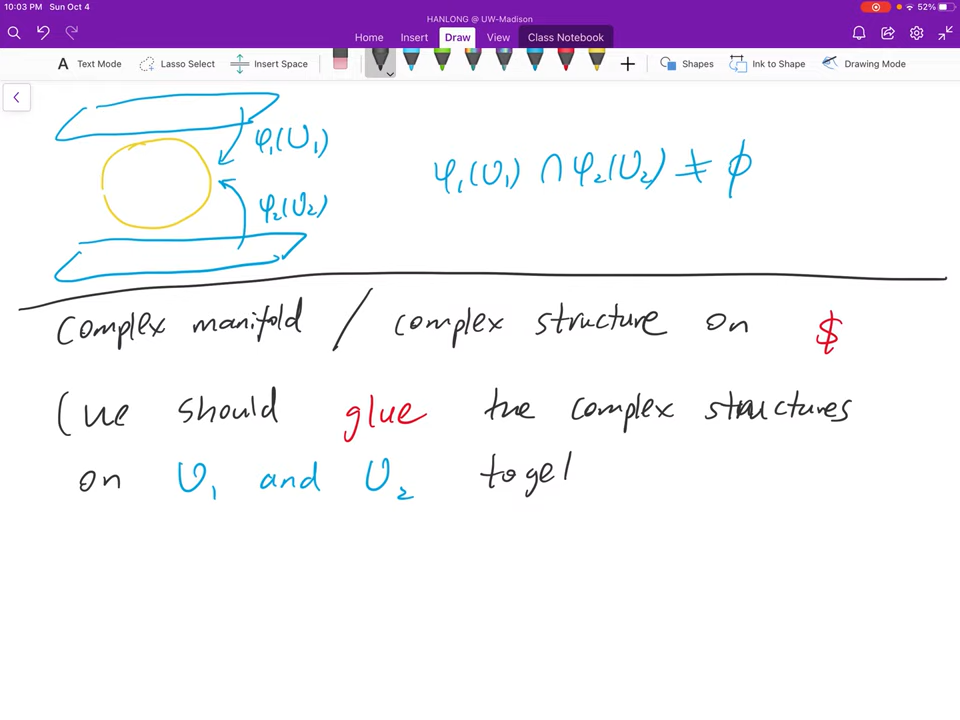 10:03 PM Sun Oct 4
52%
HANLONG @ UW-Madison
Home Insert Draw View Class Notebook
Text Mode Lasso Select Insert Space Shapes Ink to Shape Drawing Mode
φ₁(U₁)
φ₂(U₂)
φ₁(U₁) ∩ φ₂(U₂) ≠ ϕ
Complex manifold / complex structure on $
(we should glue the complex structures
on U₁ and U₂ togel